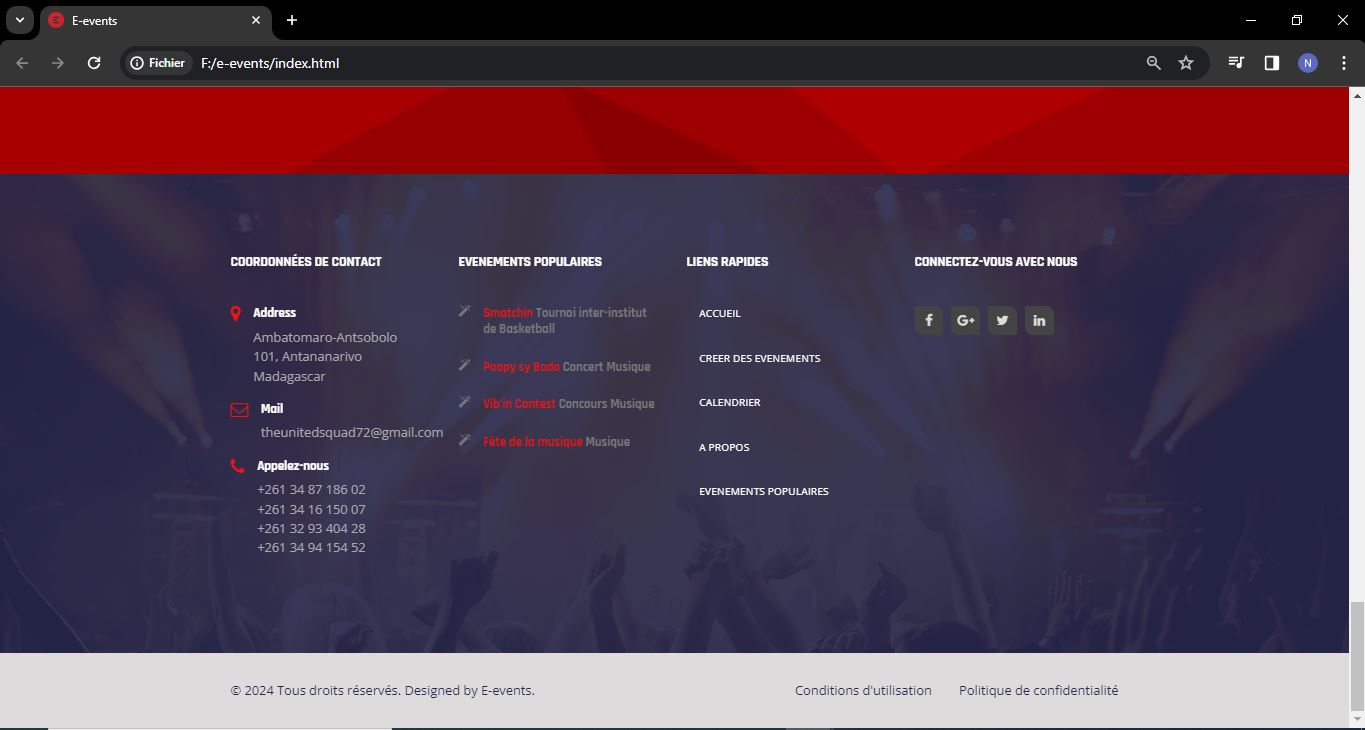 E-events
Fichier F:/e-events/index.html
N
COORDONNÉES DE CONTACT
Address
Ambatomaro-Antsobolo
101, Antananarivo
Madagascar
Mail
theunitedsquad72@gmail.com
Appelez-nous
+261 34 87 186 02
+261 34 16 150 07
+261 32 93 404 28
+261 34 94 154 52
EVENEMENTS POPULAIRES
Smatchin Tournoi inter-institut
de Basketball
Poopy sy Bodo Concert Musique
Vib'in Contest Concours Musique
Fête de la musique Musique
LIENS RAPIDES
ACCUEIL
CREER DES EVENEMENTS
CALENDRIER
A PROPOS
EVENEMENTS POPULAIRES
CONNECTEZ-VOUS AVEC NOUS
© 2024 Tous droits réservés. Designed by E-events.
Conditions d'utilisation Politique de confidentialité